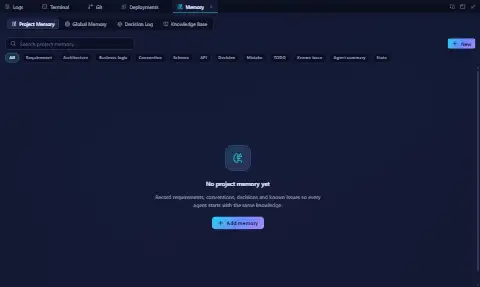 Logs Terminal Git Deployments Memory
Project Memory Global Memory Decision Log Knowledge Base
Search project memory
New
All Requirement Architecture Business logic Convention Schema API Decision Mistake TODO Known issue Agent summary Note
No project memory yet
Record requirements, conventions, decisions and known issues so every
agent starts with the same knowledge.
Add memory